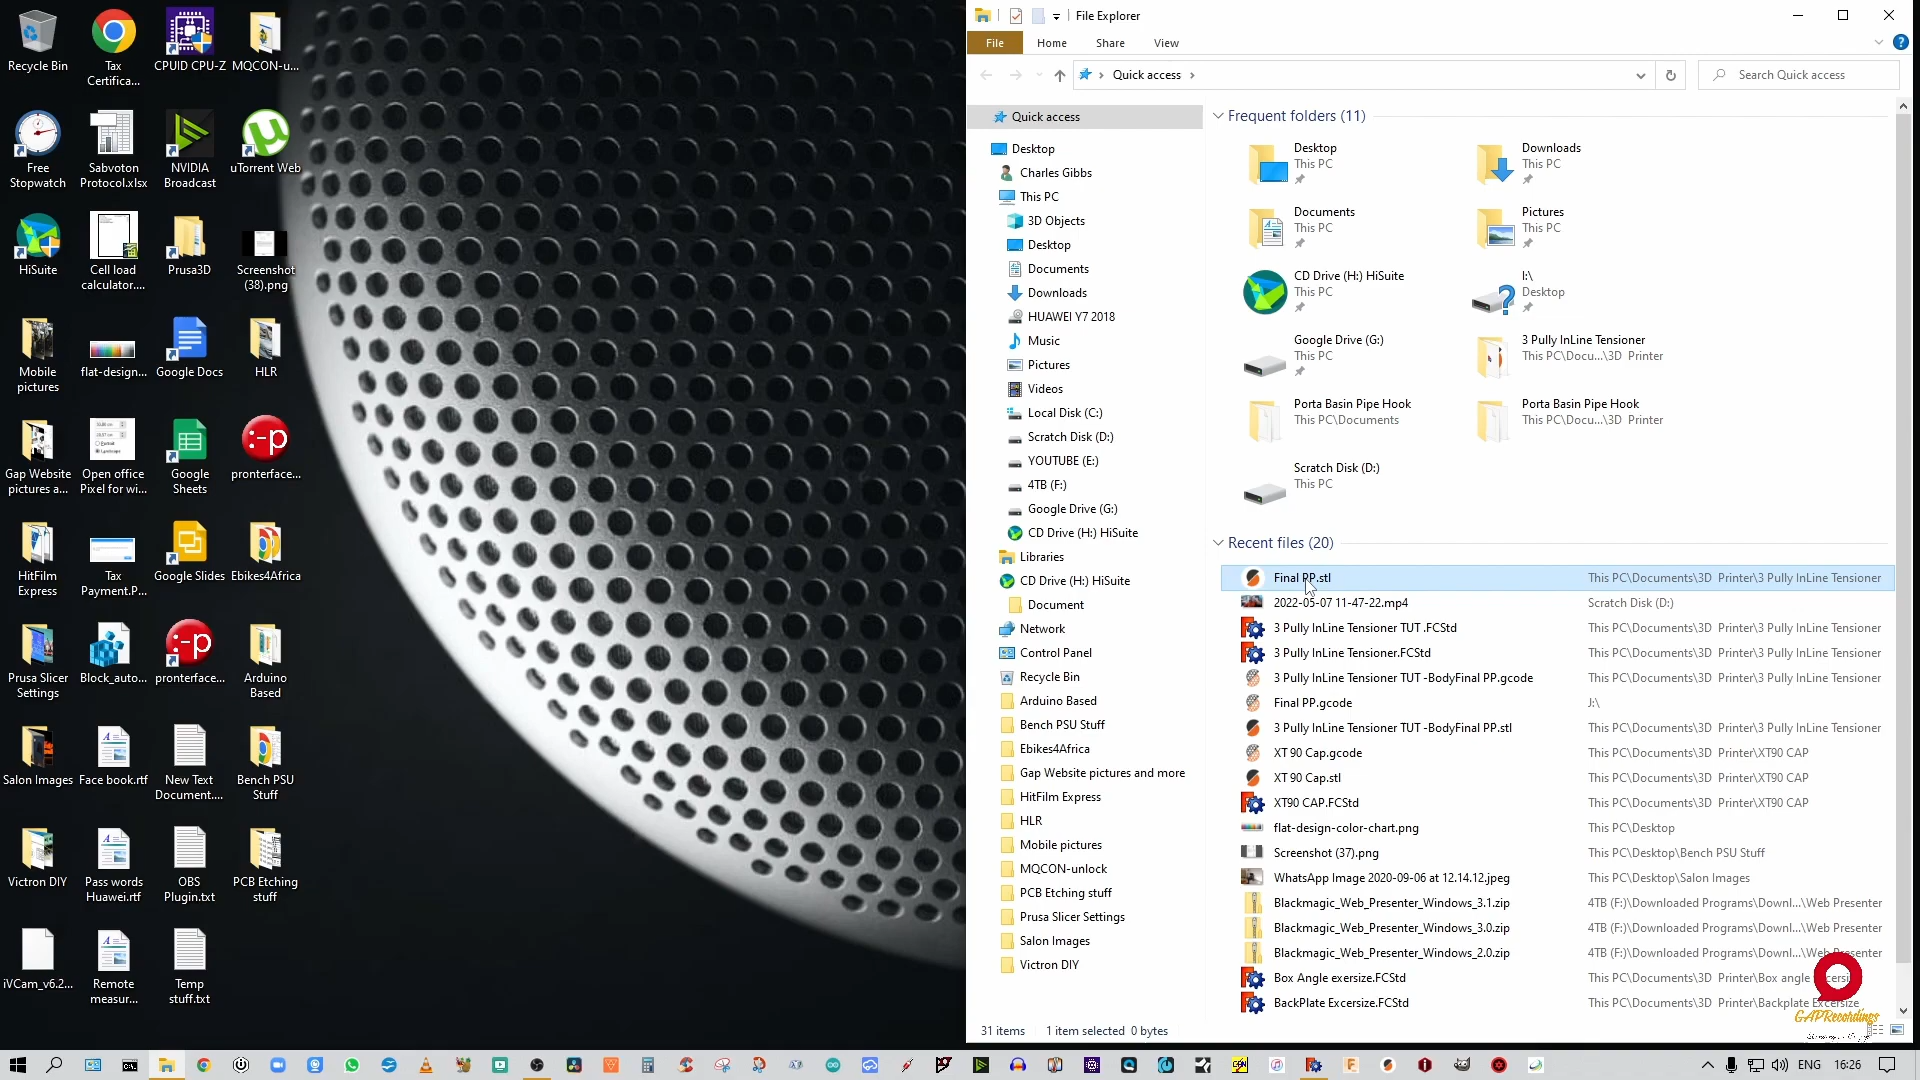 Recycle Bin
Tax
Certifica...
CPUID CPU-Z
MQCON-u...
Free
Stopwatch
Sabvoton
Protocol.xlsx
NVIDIA
Broadcast
uTorrent Web
HiSuite
Cell load
calculator....
Prusa3D
Screenshot
(38).png
Mobile
pictures
flat-design...
Google Docs
HLR
Gap Website
pictures a...
Open office
Pixel for wi...
Google
Sheets
pronterface...
HitFilm
Express
Tax
Payment.P...
Google Slides
Ebikes4Africa
Prusa Slicer
Settings
Block_auto...
pronterface...
Arduino
Based
Salon Images
Face book.rtf
New Text
Document....
Bench PSU
Stuff
Victron DIY
Pass words
Huawei.rtf
OBS
Plugin.txt
PCB Etching
stuff
iVCam_v6.2...
Remote
measur...
Temp
stuff.txt
File Explorer
File
Home
Share
View
Quick access
Search Quick access
Quick access
Desktop
Charles Gibbs
This PC
3D Objects
Desktop
Documents
Downloads
HUAWEI Y7 2018
Music
Pictures
Videos
Local Disk (C:)
Scratch Disk (D:)
YOUTUBE (E:)
4TB (F:)
Google Drive (G:)
CD Drive (H:) HiSuite
Libraries
CD Drive (H:) HiSuite
Document
Network
Control Panel
Recycle Bin
Arduino Based
Bench PSU Stuff
Ebikes4Africa
Gap Website pictures and more
HitFilm Express
HLR
Mobile pictures
MQCON-unlock
PCB Etching stuff
Prusa Slicer Settings
Salon Images
Victron DIY
Frequent folders (11)
Desktop
This PC
Downloads
This PC
Documents
This PC
Pictures
This PC
CD Drive (H:) HiSuite
This PC
I:\
Desktop
Google Drive (G:)
This PC
3 Pully InLine Tensioner
This PC\Docu...\3D Printer
Porta Basin Pipe Hook
This PC\Documents
Porta Basin Pipe Hook
This PC\Docu...\3D Printer
Scratch Disk (D:)
This PC
Recent files (20)
Final PP.stl This PC\Documents\3D Printer\3 Pully InLine Tensioner
2022-05-07 11-47-22.mp4 Scratch Disk (D:)
3 Pully InLine Tensioner TUT .FCStd This PC\Documents\3D Printer\3 Pully InLine Tensioner
3 Pully InLine Tensioner.FCStd This PC\Documents\3D Printer\3 Pully InLine Tensioner
3 Pully InLine Tensioner TUT -BodyFinal PP.gcode This PC\Documents\3D Printer\3 Pully InLine Tensioner
Final PP.gcode J:\
3 Pully InLine Tensioner TUT -BodyFinal PP.stl This PC\Documents\3D Printer\3 Pully InLine Tensioner
XT 90 Cap.gcode This PC\Documents\3D Printer\XT90 CAP
XT 90 Cap.stl This PC\Documents\3D Printer\XT90 CAP
XT90 CAP.FCStd This PC\Documents\3D Printer\XT90 CAP
flat-design-color-chart.png This PC\Desktop
Screenshot (37).png This PC\Desktop\Bench PSU Stuff
WhatsApp Image 2020-09-06 at 12.14.12.jpeg This PC\Desktop\Salon Images
Blackmagic_Web_Presenter_Windows_3.1.zip 4TB (F:)\Downloaded Programs\Downl...\Web Presenter
Blackmagic_Web_Presenter_Windows_3.0.zip 4TB (F:)\Downloaded Programs\Downl...\Web Presenter
Blackmagic_Web_Presenter_Windows_2.0.zip 4TB (F:)\Downloaded Programs\Downl...\Web Presenter
Box Angle exersize.FCStd This PC\Documents\3D Printer\Box angle
BackPlate Excersize.FCStd This PC\Documents\3D Printer\Backplate Excersize
GAPRecordings
31 items 1 item selected 0 bytes
ENG 16:26